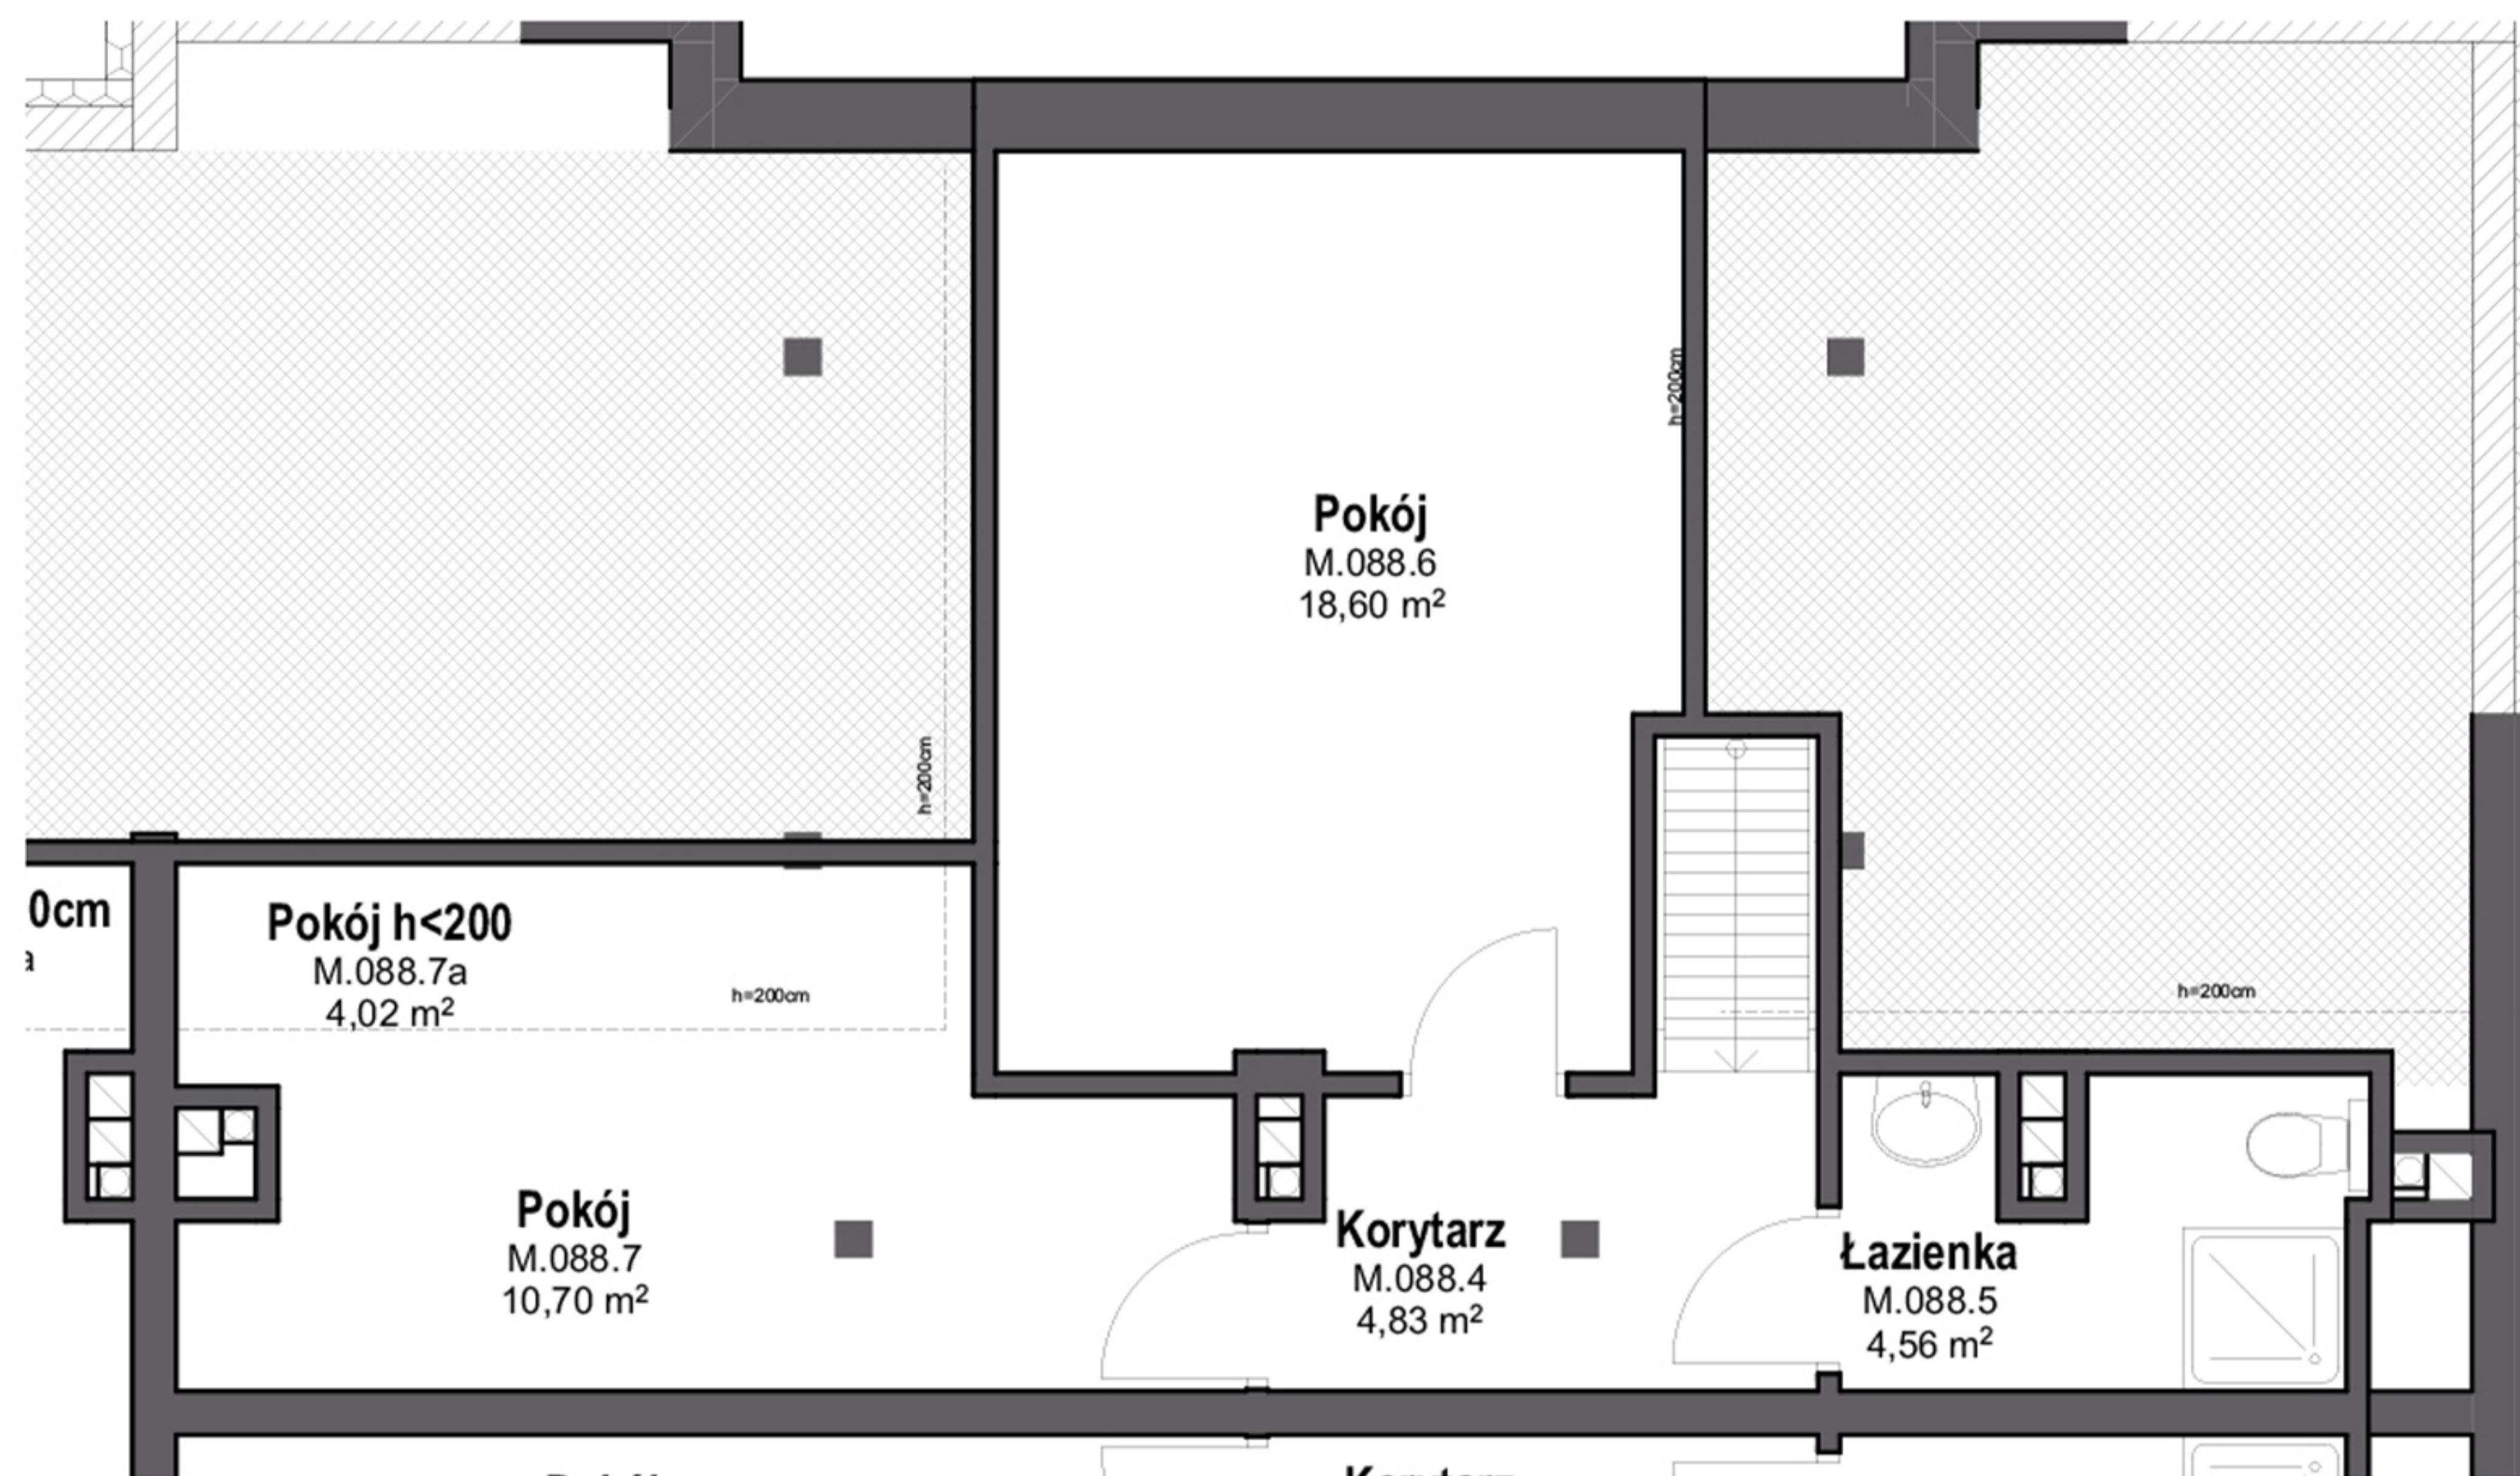 h=200cm
Pokój
M.088.6
18,60 m²
h=200cm
0cm
a
Pokój h<200
M.088.7a
4,02 m²
h=200cm
h=200cm
Pokój
M.088.7
10,70 m²
Korytarz
M.088.4
4,83 m²
Łazienka
M.088.5
4,56 m²